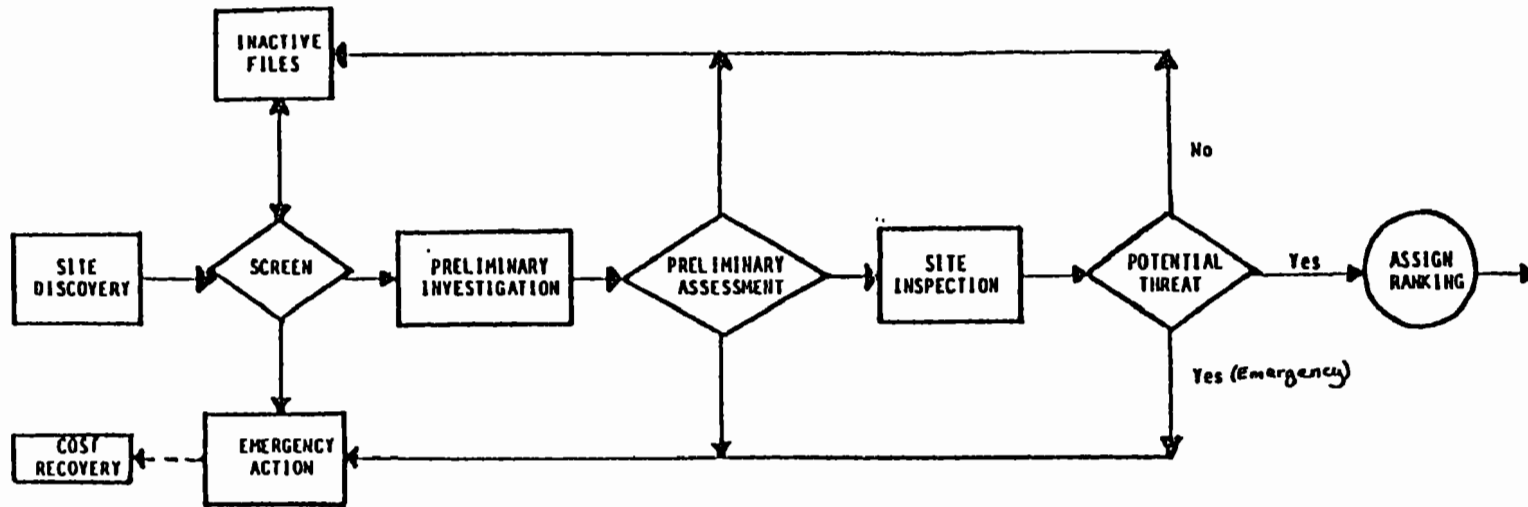 INACTIVE
FILES
No
SITE
DISCOVERY
SCREEN
PRELIMINARY
INVESTIGATION
PRELIMINARY
ASSESSMENT
SITE
INSPECTION
POTENTIAL
THREAT
Yes
ASSIGN
RANKING
Yes (Emergency)
COST
RECOVERY
EMERGENCY
ACTION